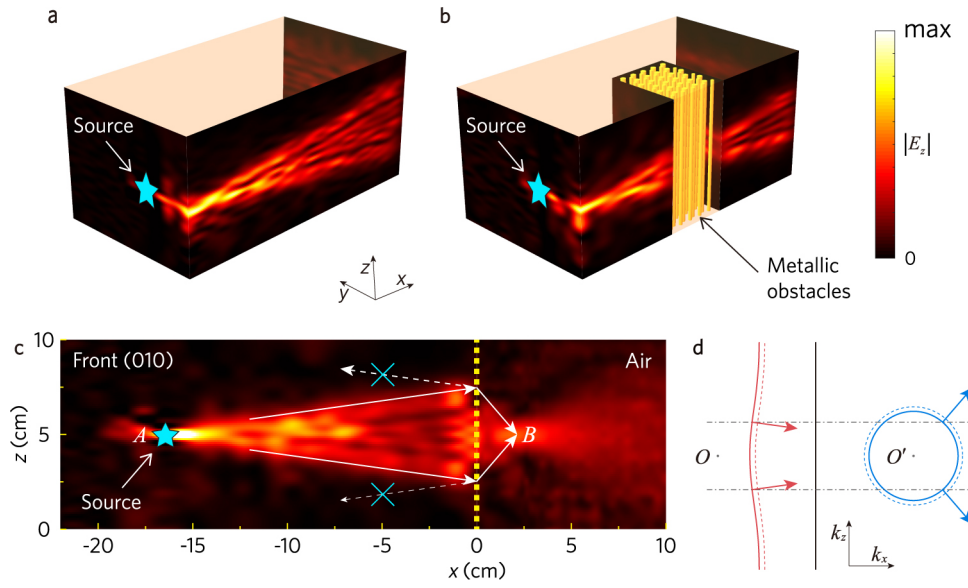 a
b
Source
Source
max
|E_z|
0
z
y
x
Metallic
obstacles
c
10
Front (010)
Air
z (cm)
5
A
B
Source
0
-20
-15
-10
-5
0
5
10
x (cm)
d
O
O'
k_z
k_x